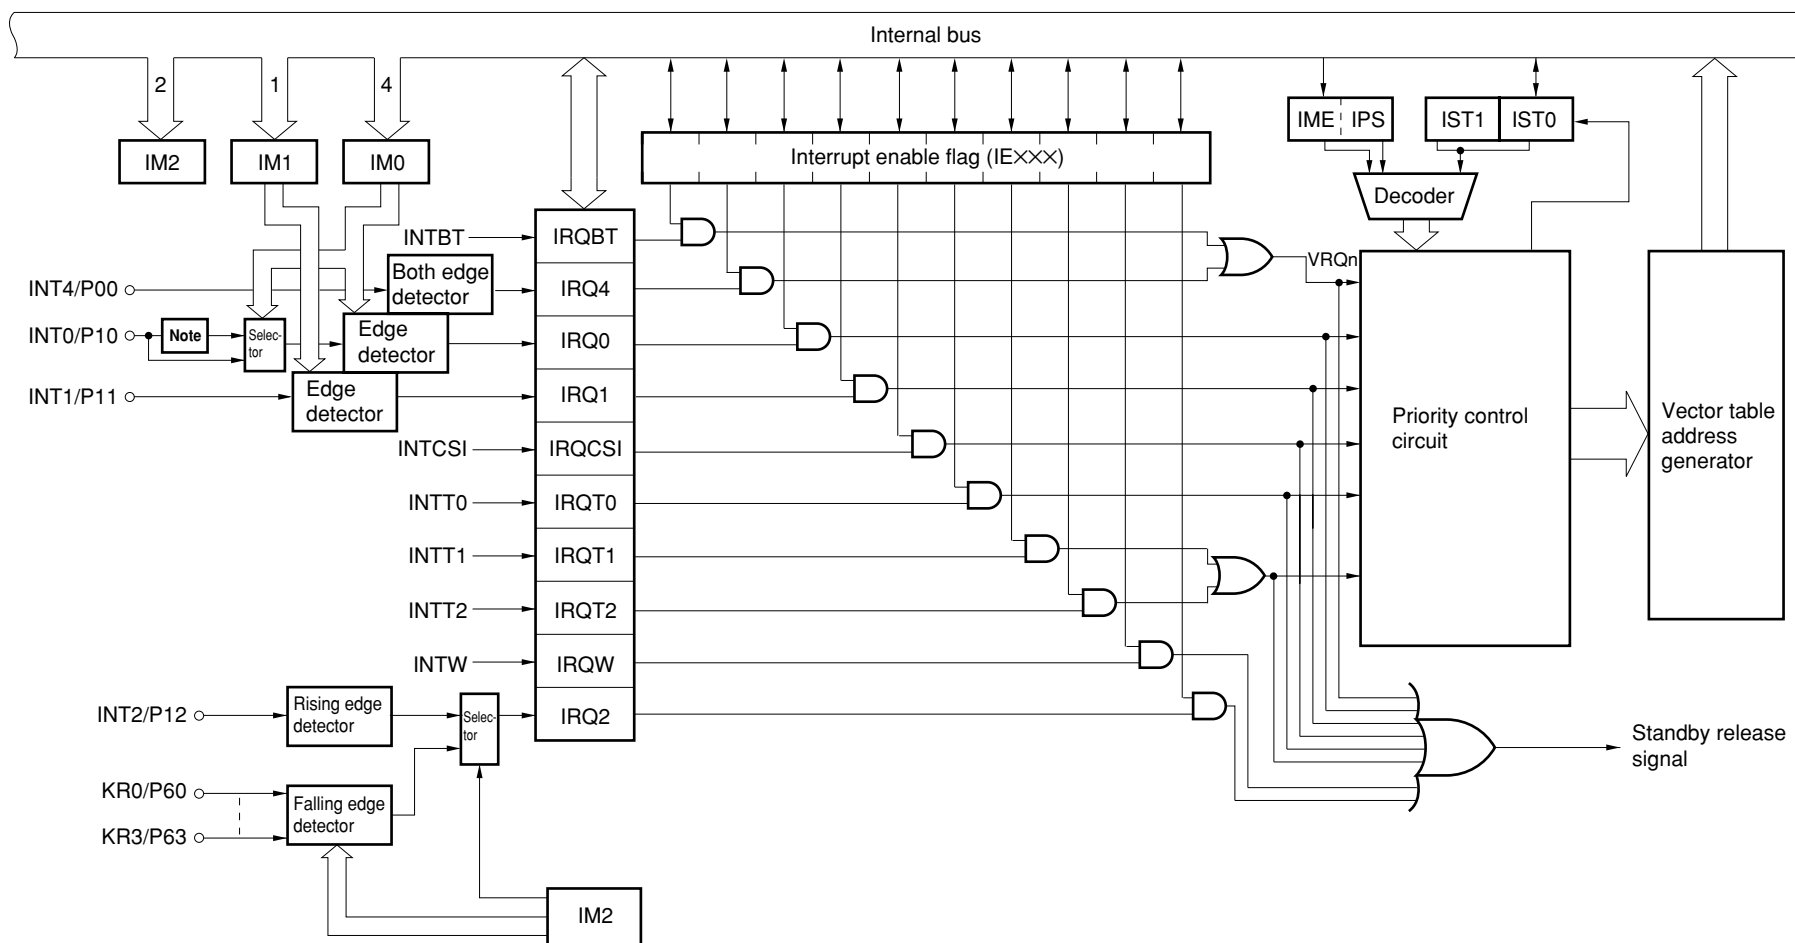 Internal bus
2
1
4
IM2
IM1
IM0
Interrupt enable flag (IE×××)
IME
IPS
IST1
IST0
Decoder
INTBT
IRQBT
VRQn
INT4/P00
Both edge
detector
IRQ4
INT0/P10
Note
Selec-
tor
Edge
detector
IRQ0
INT1/P11
Edge
detector
IRQ1
Priority control
circuit
Vector table
address
generator
INTCSI
IRQCSI
INTT0
IRQT0
INTT1
IRQT1
INTT2
IRQT2
INTW
IRQW
INT2/P12
Rising edge
detector
Selec-
tor
IRQ2
Standby release
signal
KR0/P60
KR3/P63
Falling edge
detector
IM2